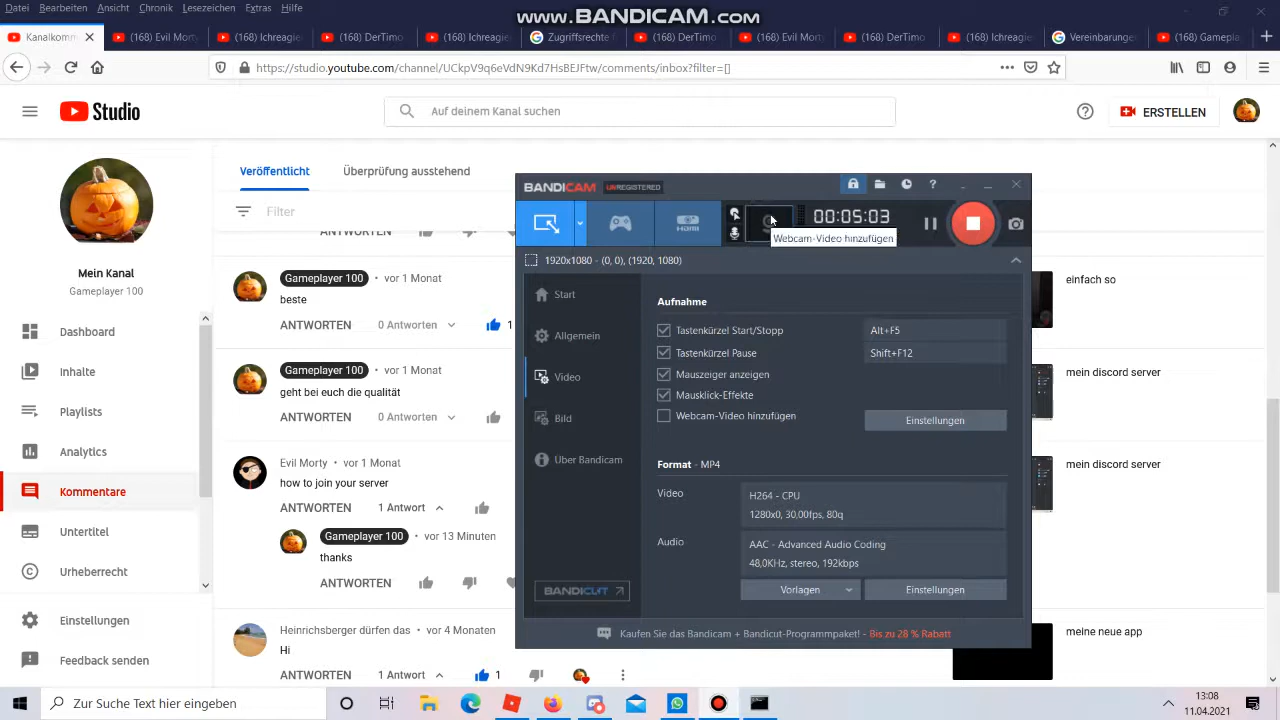 www.BANDICAM.com
Datei Bearbeiten Ansicht Chronik Lesezeichen Extras Hilfe
Kanalkomm
(168) Evil Morty
(168) Ichreagie
(168) DerTimo
(168) Ichreagie
Zugriffsrechte f
(168) DerTimo
(168) Evil Morty
(168) DerTimo
(168) Ichreagie
Vereinbarungen
(168) Gameplay
https://studio.youtube.com/channel/UCkpV9q6eVdN9Kd7HsBEJFtw/comments/inbox?filter=[]
Studio
Auf deinem Kanal suchen
ERSTELLEN
Mein Kanal
Gameplayer 100
Dashboard
Inhalte
Playlists
Analytics
Kommentare
Untertitel
Urheberrecht
Einstellungen
Feedback senden
Veröffentlicht
Überprüfung ausstehend
Filter
ANTWORTEN
Gameplayer 100 • vor 1 Monat
beste
ANTWORTEN 0 Antworten 1
Gameplayer 100 • vor 1 Monat
geht bei euch die qualität
ANTWORTEN 0 Antworten
Evil Morty • vor 1 Monat
how to join your server
ANTWORTEN 1 Antwort
Gameplayer 100 • vor 13 Minuten
thanks
ANTWORTEN
Heinrichsberger dürfen das • vor 4 Monaten
Hi
ANTWORTEN 1 Antwort 1
BANDICAM UNREGISTERED
HDMI
00:05:03
Webcam-Video hinzufügen
1920x1080 - (0, 0), (1920, 1080)
Start
Allgemein
Video
Bild
Über Bandicam
BANDICUT
Aufnahme
Tastenkürzel Start/Stopp Alt+F5
Tastenkürzel Pause Shift+F12
Mauszeiger anzeigen
Mausklick-Effekte
Webcam-Video hinzufügen Einstellungen
Format - MP4
Video H264 - CPU
1280x0, 30,00fps, 80q
Audio AAC - Advanced Audio Coding
48,0KHz, stereo, 192kbps
Vorlagen Einstellungen
Kaufen Sie das Bandicam + Bandicut-Programmpaket! - Bis zu 28 % Rabatt
einfach so
mein discord server
mein discord server
meine neue app
Zur Suche Text hier eingeben
13:08
11.04.2021